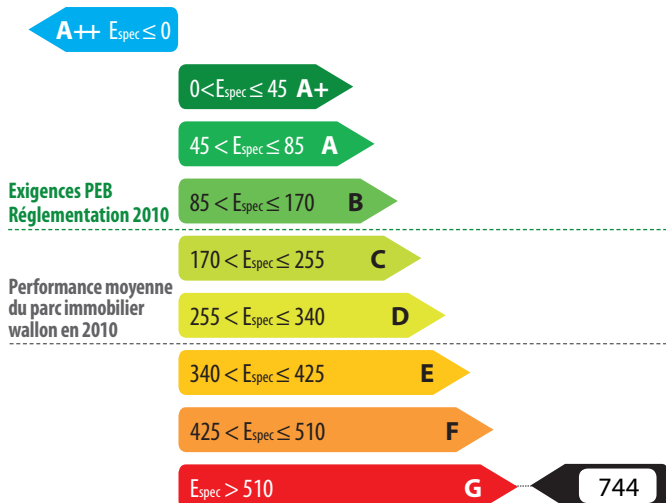 A++ Espec ≤ 0
0<Espec ≤ 45 A+
45 < Espec ≤ 85 A
Exigences PEB
Réglementation 2010
85 < Espec ≤ 170 B
170 < Espec ≤ 255 C
Performance moyenne
du parc immobilier
wallon en 2010
255 < Espec ≤ 340 D
340 < Espec ≤ 425 E
425 < Espec ≤ 510 F
Espec > 510 G 744